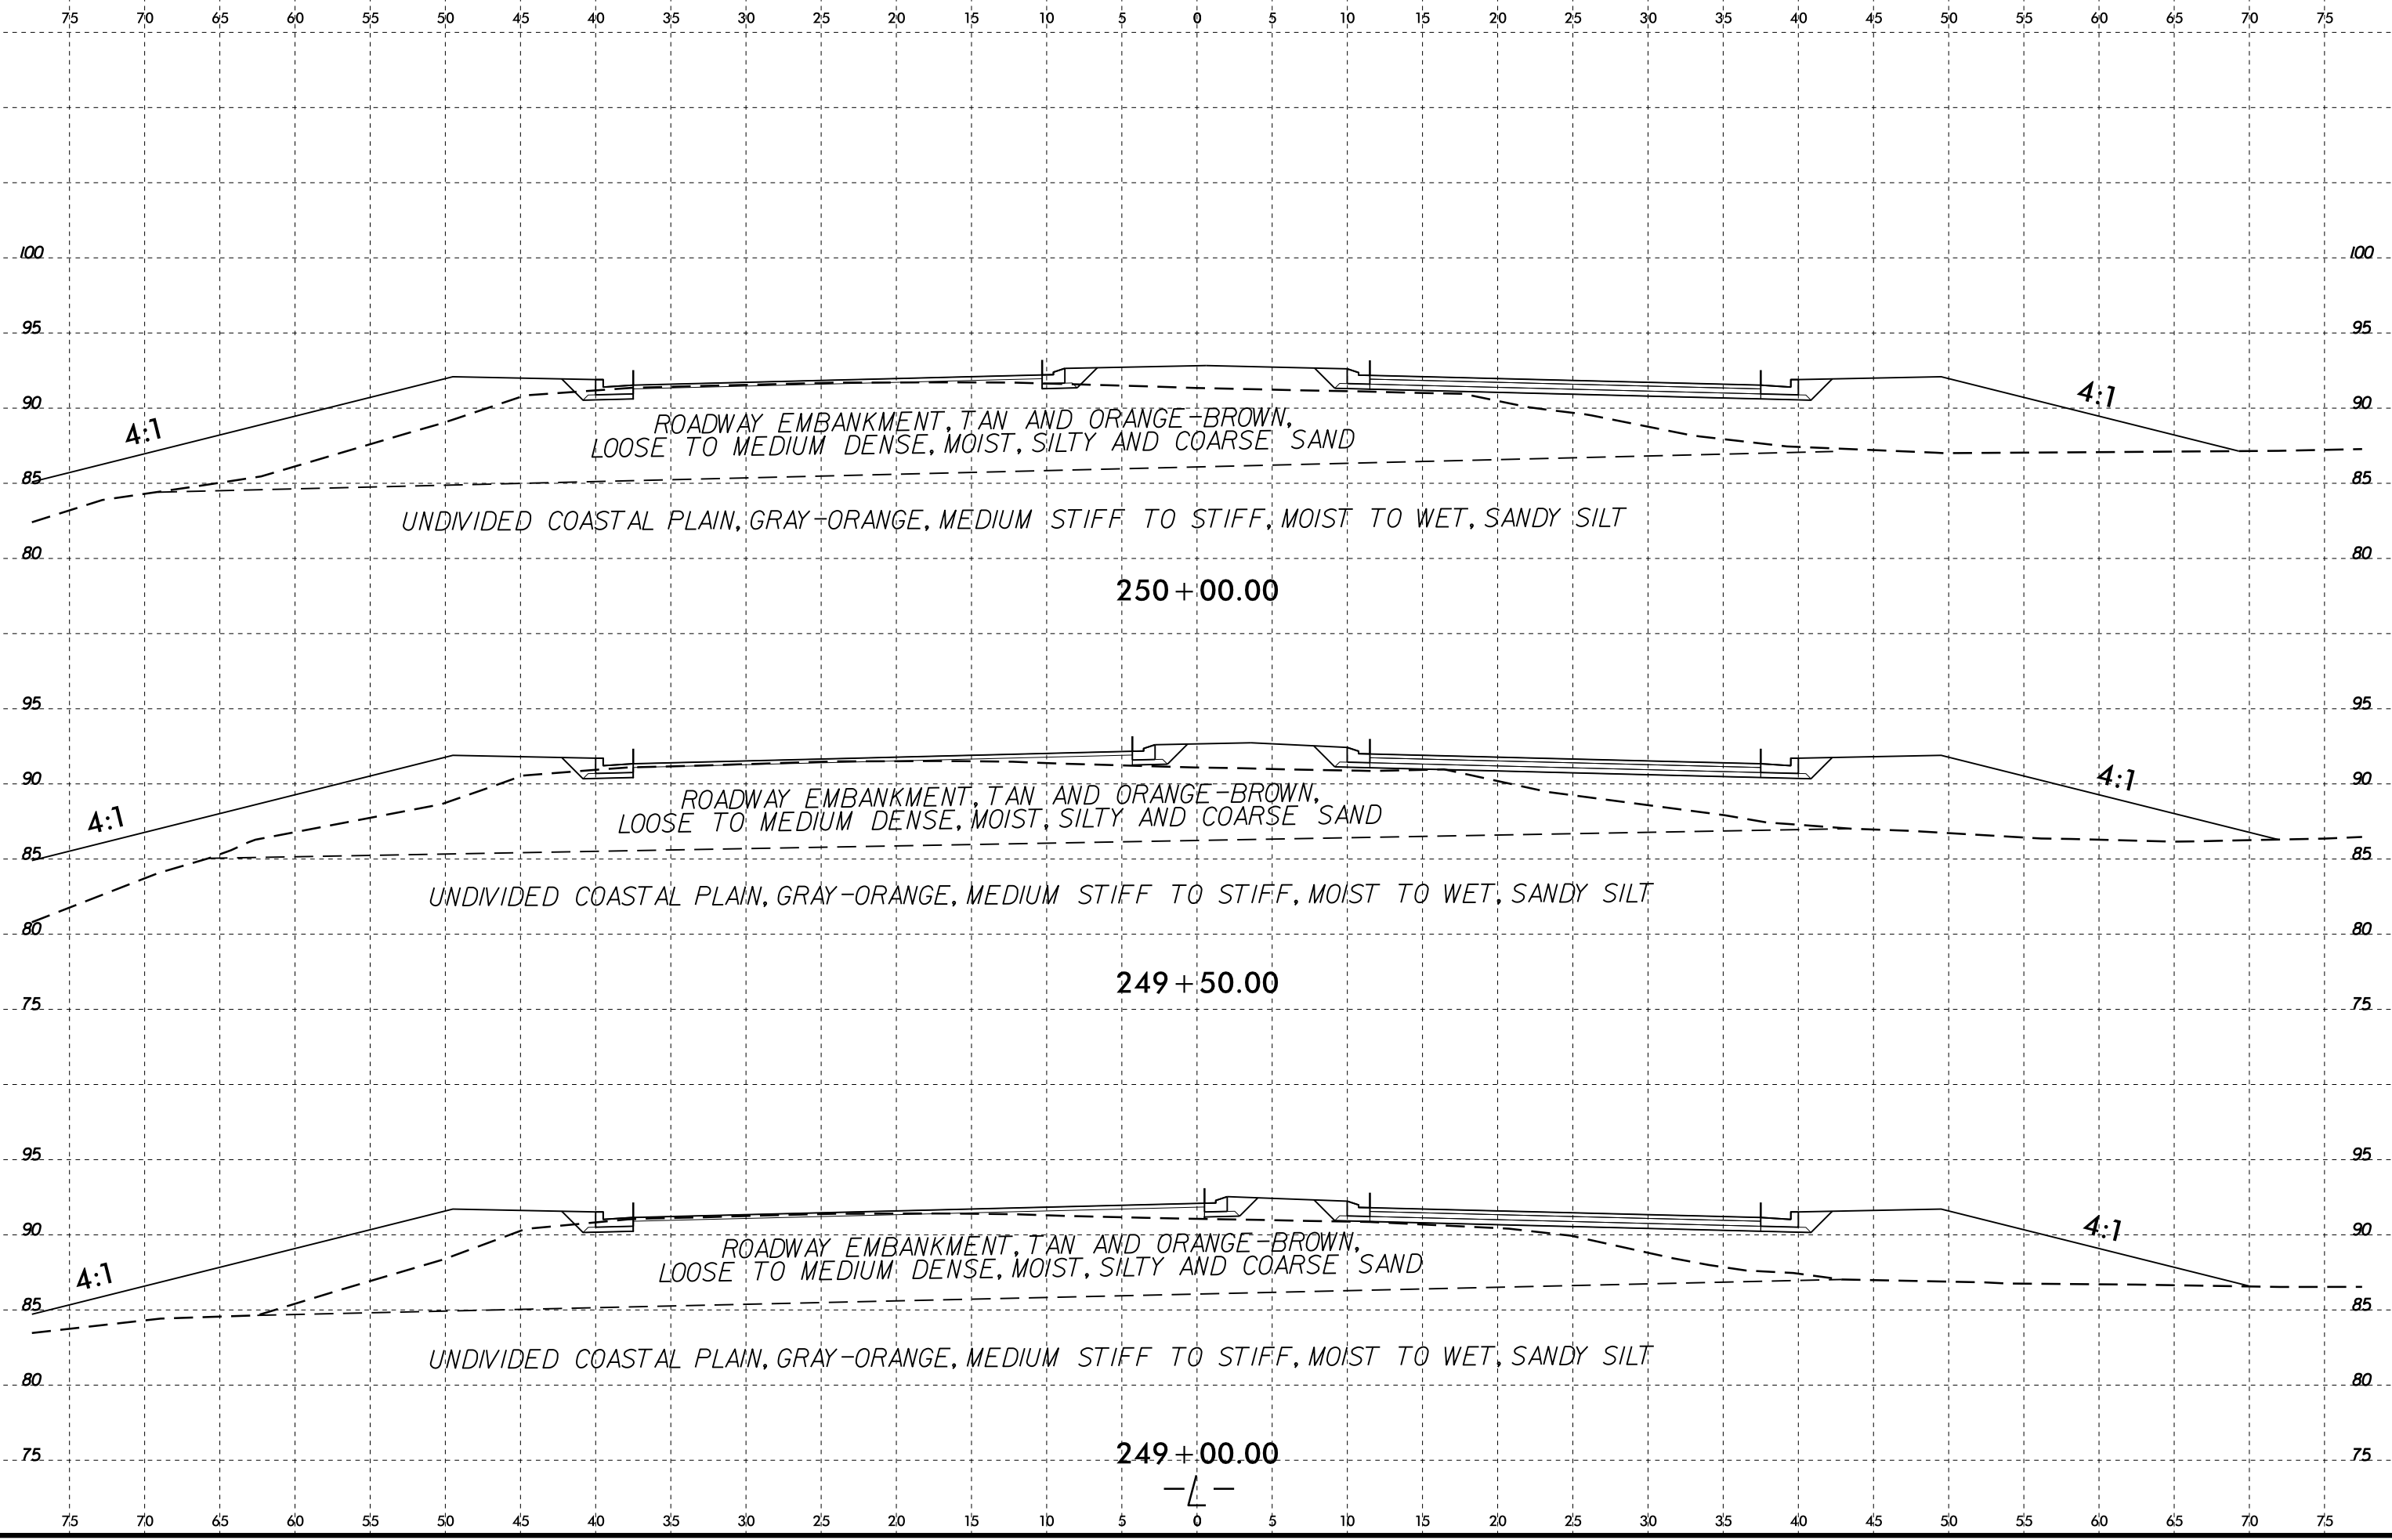 75 70 65 60 55 50 45 40 35 30 25 20 15 10 5 0 5 10 15 20 25 30 35 40 45 50 55 60 65 70 75
100 100
95 95
90 90
4:1 4:1
ROADWAY EMBANKMENT, TAN AND ORANGE-BROWN,
LOOSE TO MEDIUM DENSE, MOIST, SILTY AND COARSE SAND
85 85
UNDIVIDED COASTAL PLAIN, GRAY-ORANGE, MEDIUM STIFF TO STIFF, MOIST TO WET, SANDY SILT
80 80
250+00.00
95 95
90 90
4:1 4:1
ROADWAY EMBANKMENT, TAN AND ORANGE-BROWN,
LOOSE TO MEDIUM DENSE, MOIST, SILTY AND COARSE SAND
85 85
UNDIVIDED COASTAL PLAIN, GRAY-ORANGE, MEDIUM STIFF TO STIFF, MOIST TO WET, SANDY SILT
80 80
249+50.00
75 75
95 95
90 90
4:1 4:1
ROADWAY EMBANKMENT, TAN AND ORANGE-BROWN,
LOOSE TO MEDIUM DENSE, MOIST, SILTY AND COARSE SAND
85 85
UNDIVIDED COASTAL PLAIN, GRAY-ORANGE, MEDIUM STIFF TO STIFF, MOIST TO WET, SANDY SILT
80 80
249+00.00
75 75
-L-
75 70 65 60 55 50 45 40 35 30 25 20 15 10 5 0 5 10 15 20 25 30 35 40 45 50 55 60 65 70 75